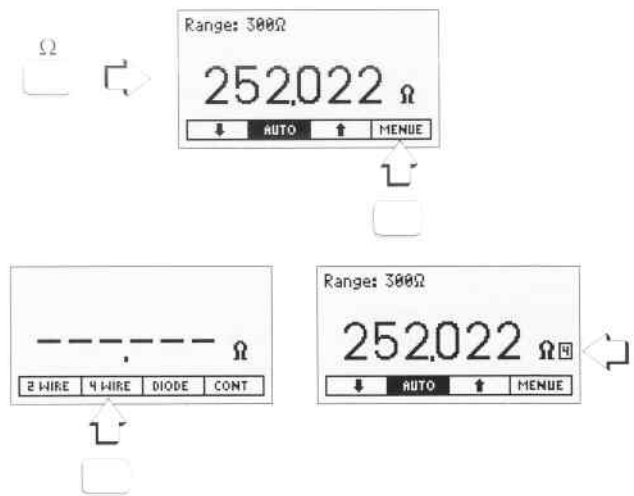 Ω
Range: 300Ω
252,022 Ω
⬇ AUTO ⬆ MENUE
------,- Ω
2 WIRE 4 WIRE DIODE CONT
Range: 300Ω
252,022 Ω 4
⬇ AUTO ⬆ MENUE